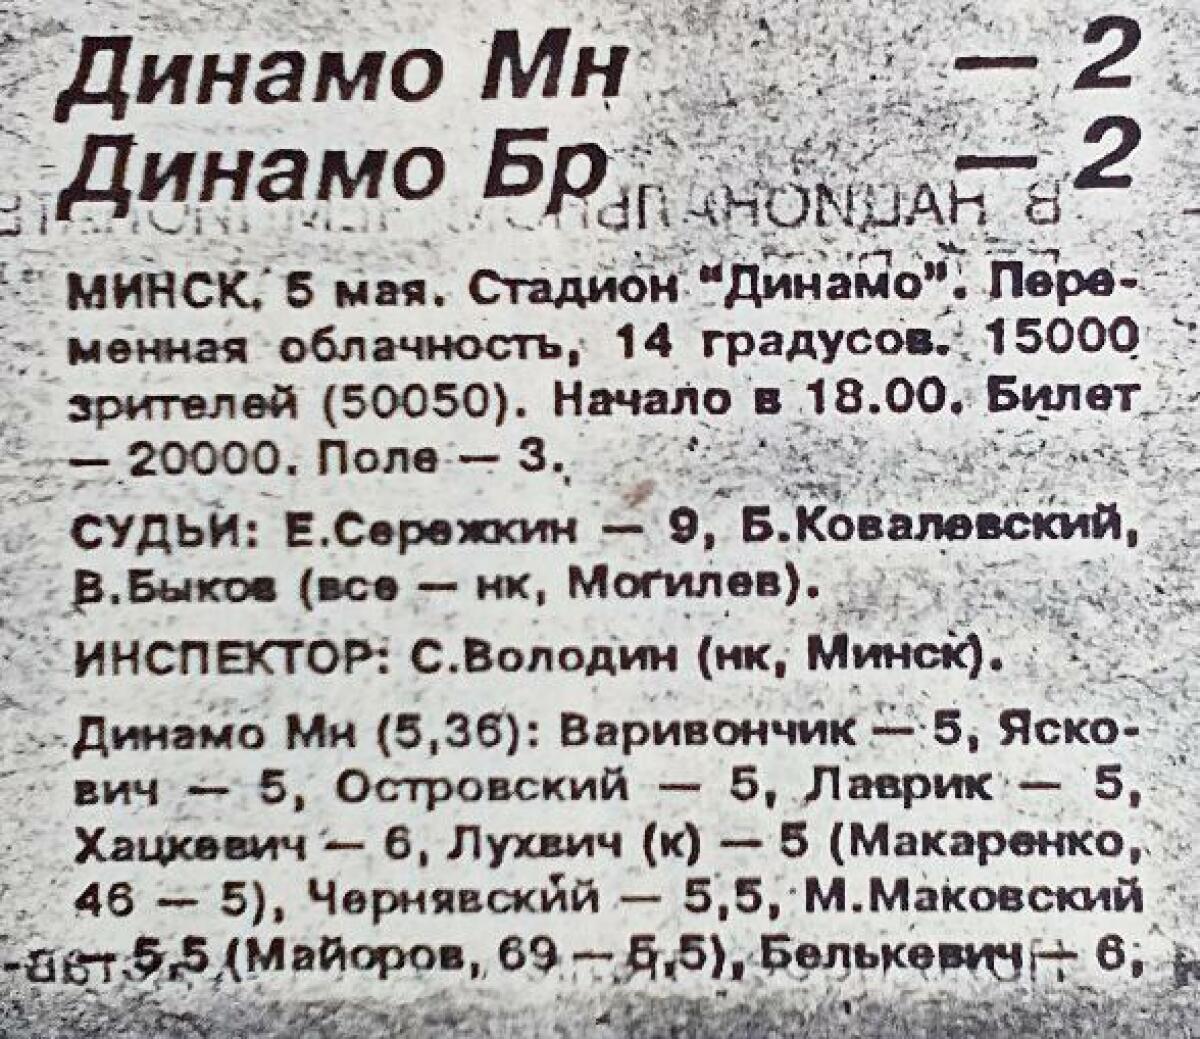 Динамо Мн — 2
Динамо Бр — 2
МИНСК. 5 мая. Стадион "Динамо". Пере-
менная облачность, 14 градусов. 15000
зрителей (50050). Начало в 18.00. Билет
— 20000. Поле — 3.
СУДЬИ: Е.Сережкин — 9, Б.Ковалевский,
В.Быков (все — нк, Могилев).
ИНСПЕКТОР: С.Володин (нк, Минск).
Динамо Мн (5,36): Варивончик — 5, Яско-
вич — 5, Островский — 5, Лаврик — 5,
Хацкевич — 6, Лухвич (к) — 5 (Макаренко,
46 — 5), Чернявский — 5,5, М.Маковский
— 5,5 (Майоров, 69 — 5,5), Белькевич — 6,